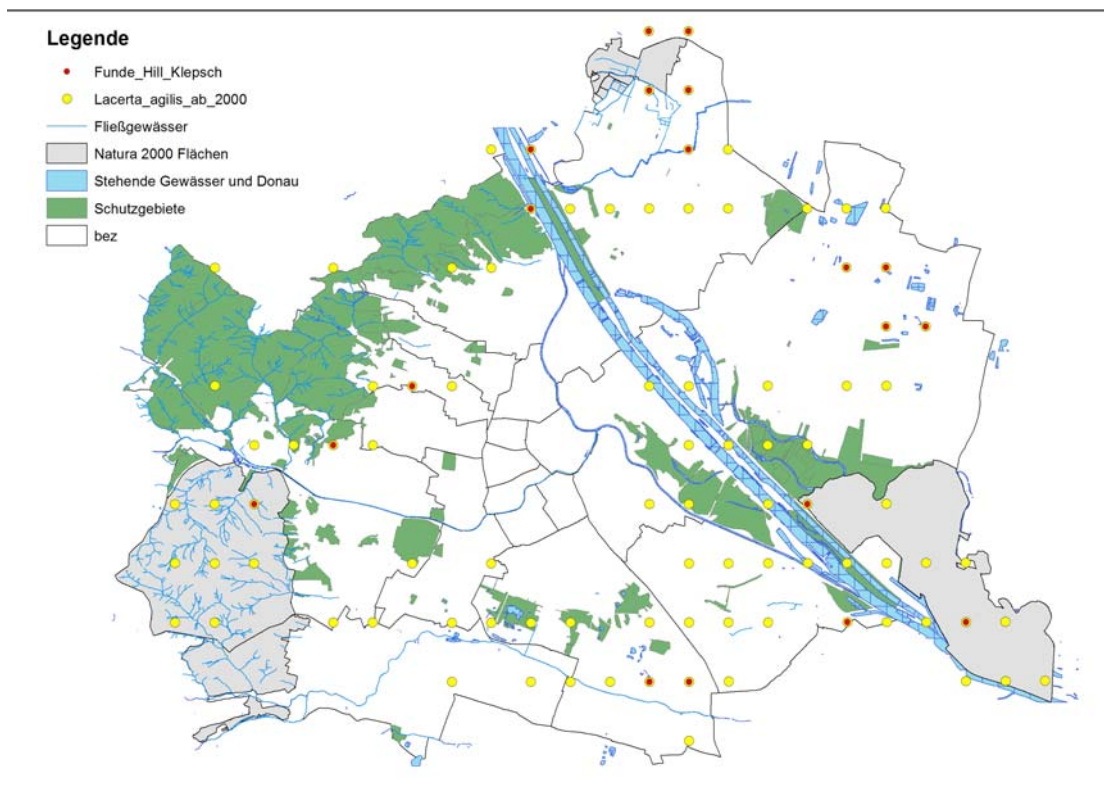 Legende
Funde_Hill_Klepsch
Lacerta_agilis_ab_2000
Fließgewässer
Natura 2000 Flächen
Stehende Gewässer und Donau
Schutzgebiete
bez